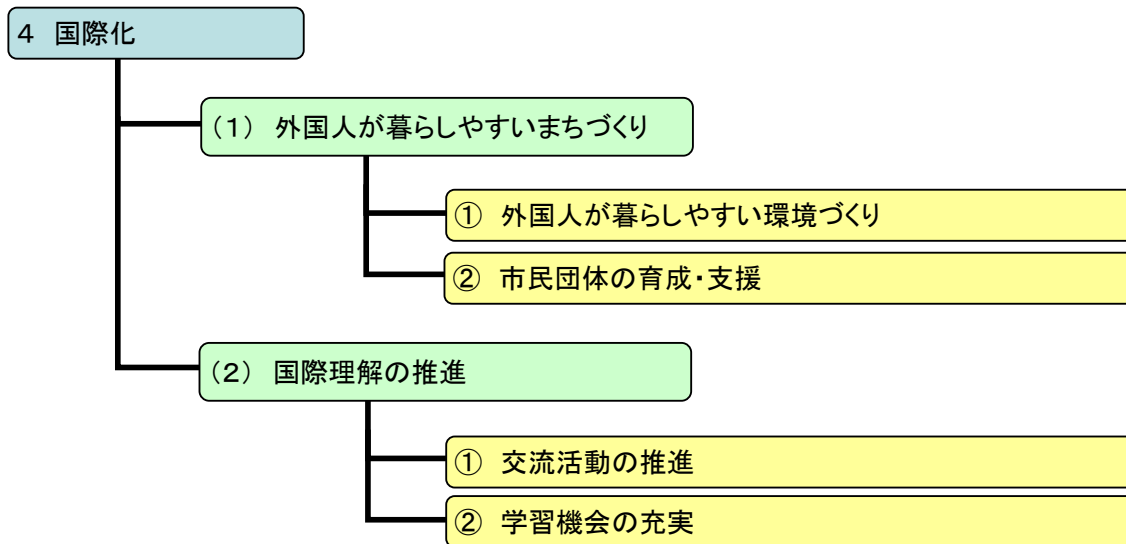 ４　国際化
（１）　外国人が暮らしやすいまちづくり
①　外国人が暮らしやすい環境づくり
②　市民団体の育成・支援
（２）　国際理解の推進
①　交流活動の推進
②　学習機会の充実